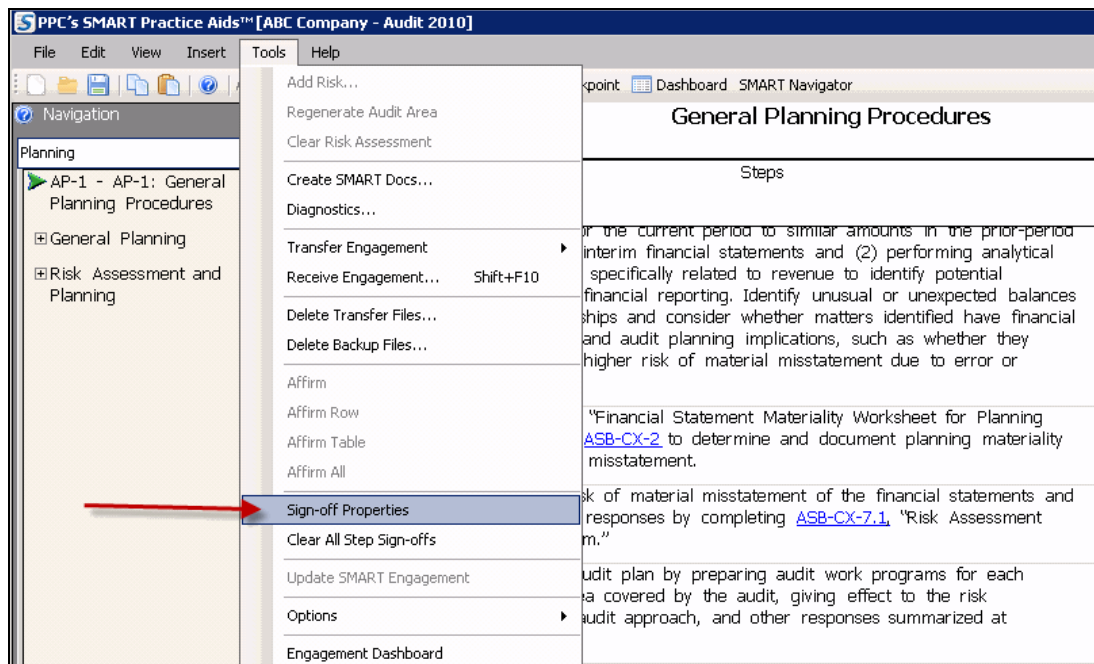 PPC's SMART Practice Aids™ [ABC Company - Audit 2010]
File Edit View Insert Tools Help
Dashboard SMART Navigator
Navigation
Planning
AP-1 - AP-1: General
Planning Procedures
General Planning
Risk Assessment and
Planning
Add Risk...
Regenerate Audit Area
Clear Risk Assessment
Create SMART Docs...
Diagnostics...
Transfer Engagement
Receive Engagement... Shift+F10
Delete Transfer Files...
Delete Backup Files...
Affirm
Affirm Row
Affirm Table
Affirm All
Sign-off Properties
Clear All Step Sign-offs
Update SMART Engagement
Options
Engagement Dashboard
General Planning Procedures
Steps
the current period to similar amounts in the prior-period
interim financial statements and (2) performing analytical
specifically related to revenue to identify potential
financial reporting. Identify unusual or unexpected balances
and consider whether matters identified have financial
and audit planning implications, such as whether they
higher risk of material misstatement due to error or
"Financial Statement Materiality Worksheet for Planning
ASB-CX-2 to determine and document planning materiality
misstatement.
of material misstatement of the financial statements and
responses by completing ASB-CX-7.1, "Risk Assessment
plan by preparing audit work programs for each
covered by the audit, giving effect to the risk
audit approach, and other responses summarized at